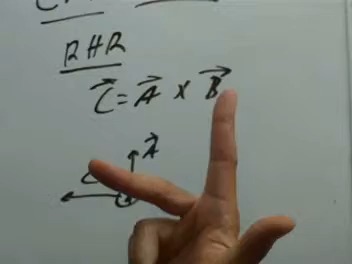 RHR
C⃗ = A⃗ x B⃗
A⃗